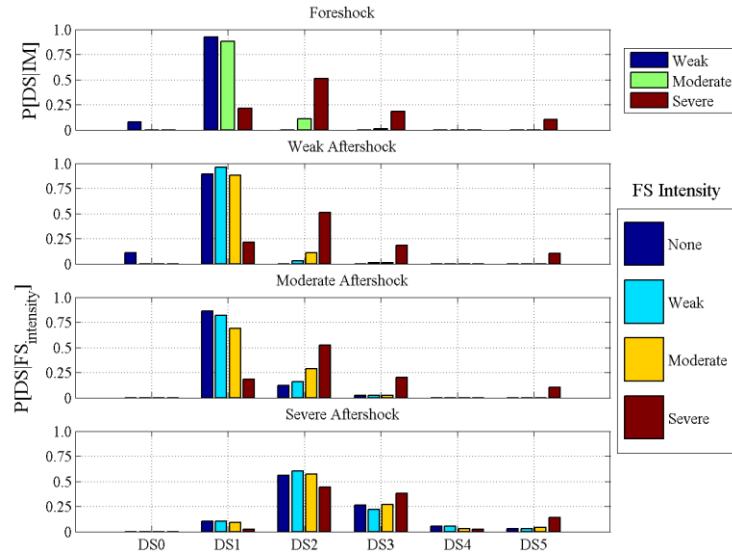 Foreshock
P[DS|IM]
1.0
0.75
0.5
0.25
0
Weak
Moderate
Severe
Weak Aftershock
1.0
0.75
0.5
0.25
0
Moderate Aftershock
P[DS|FS intensity]
1.0
0.75
0.5
0.25
0
Severe Aftershock
1.0
0.75
0.5
0.25
0
DS0 DS1 DS2 DS3 DS4 DS5
FS Intensity
None
Weak
Moderate
Severe